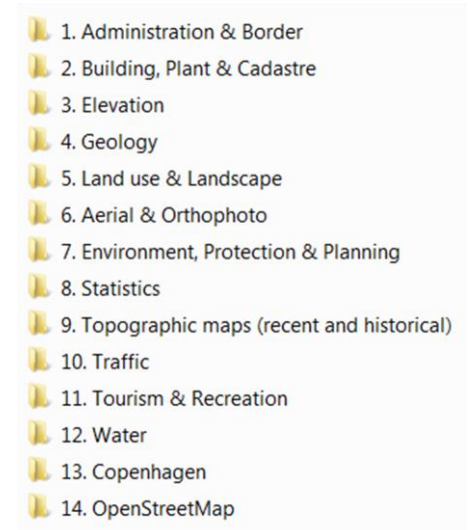 1. Administration & Border
2. Building, Plant & Cadastre
3. Elevation
4. Geology
5. Land use & Landscape
6. Aerial & Orthophoto
7. Environment, Protection & Planning
8. Statistics
9. Topographic maps (recent and historical)
10. Traffic
11. Tourism & Recreation
12. Water
13. Copenhagen
14. OpenStreetMap